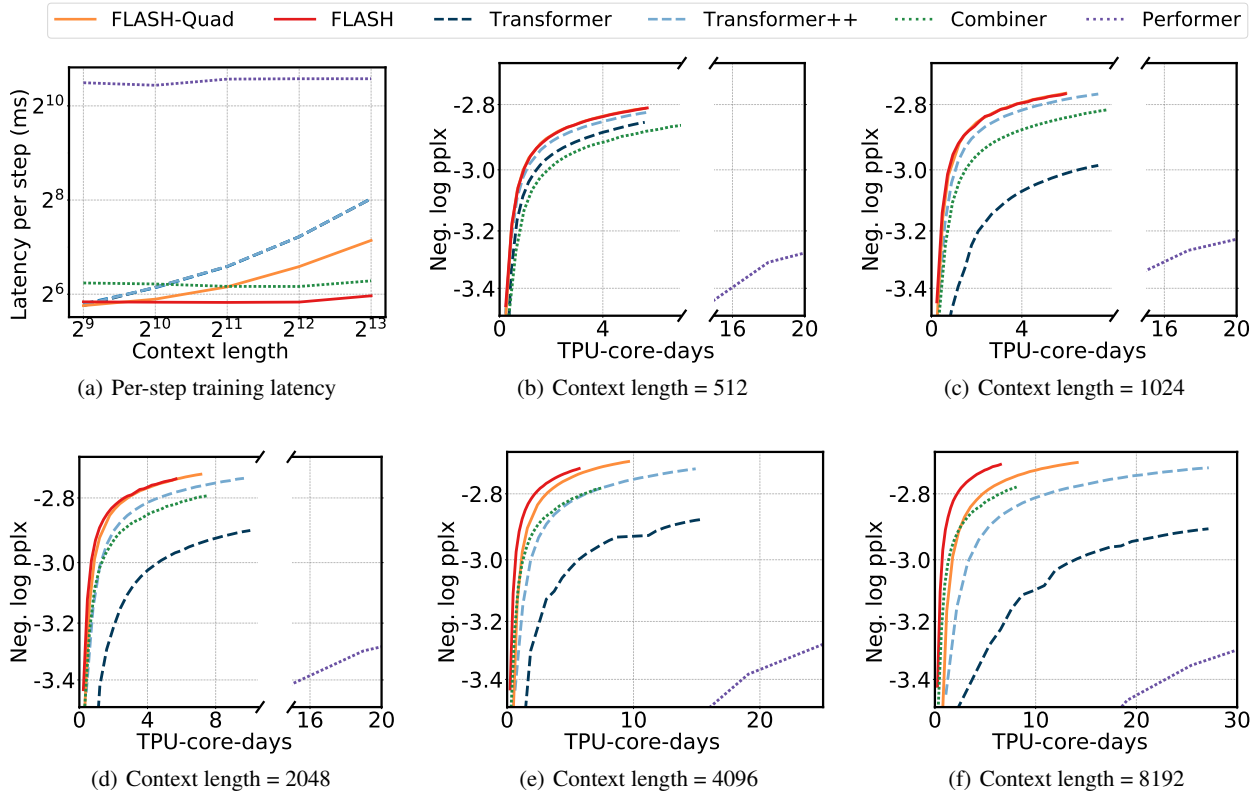 FLASH-Quad FLASH Transformer Transformer++ Combiner Performer
Latency per step (ms)
2^10
2^8
2^6
2^9 2^10 2^11 2^12 2^13
Context length
(a) Per-step training latency
Neg. log pplx
-2.8
-3.0
-3.2
-3.4
0 4 16 20
TPU-core-days
(b) Context length = 512
Neg. log pplx
-2.8
-3.0
-3.2
-3.4
0 4 16 20
TPU-core-days
(c) Context length = 1024
Neg. log pplx
-2.8
-3.0
-3.2
-3.4
0 4 8 16 20
TPU-core-days
(d) Context length = 2048
Neg. log pplx
-2.8
-3.0
-3.2
-3.4
0 10 20
TPU-core-days
(e) Context length = 4096
Neg. log pplx
-2.8
-3.0
-3.2
-3.4
0 10 20 30
TPU-core-days
(f) Context length = 8192